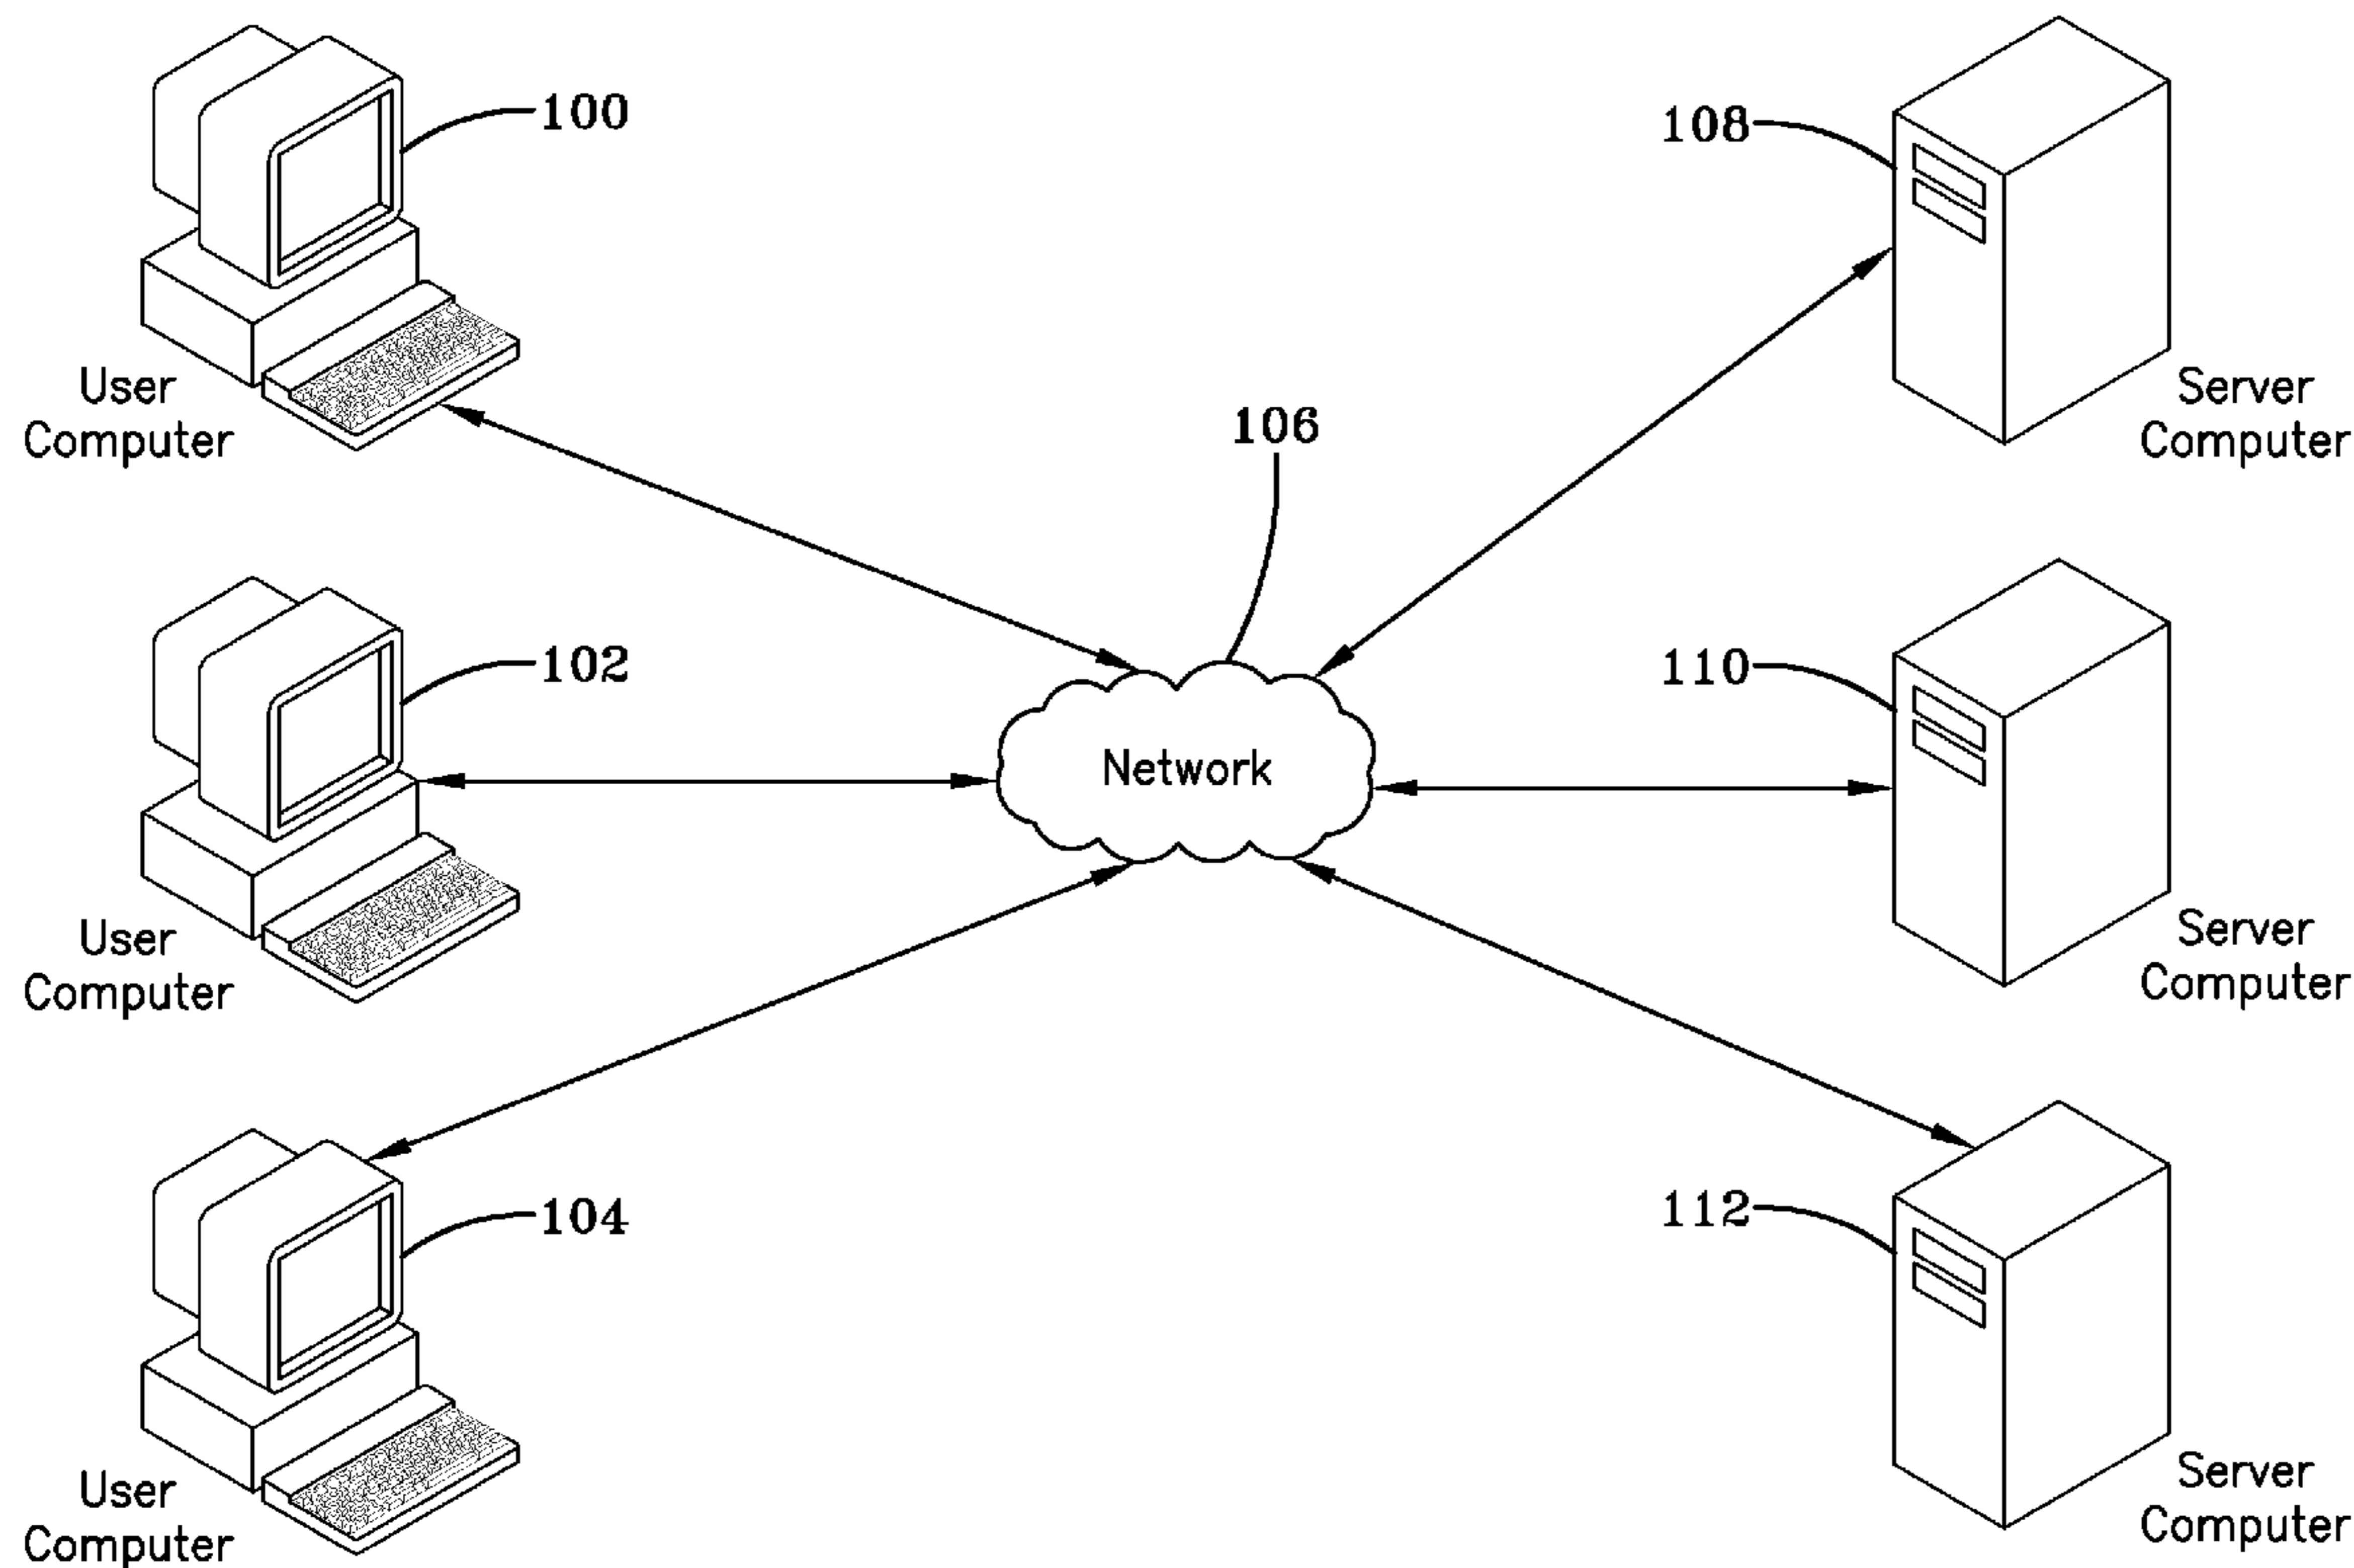 100
108
User
Computer
Server
Computer
106
102
110
Network
User
Computer
Server
Computer
104
112
User
Computer
Server
Computer